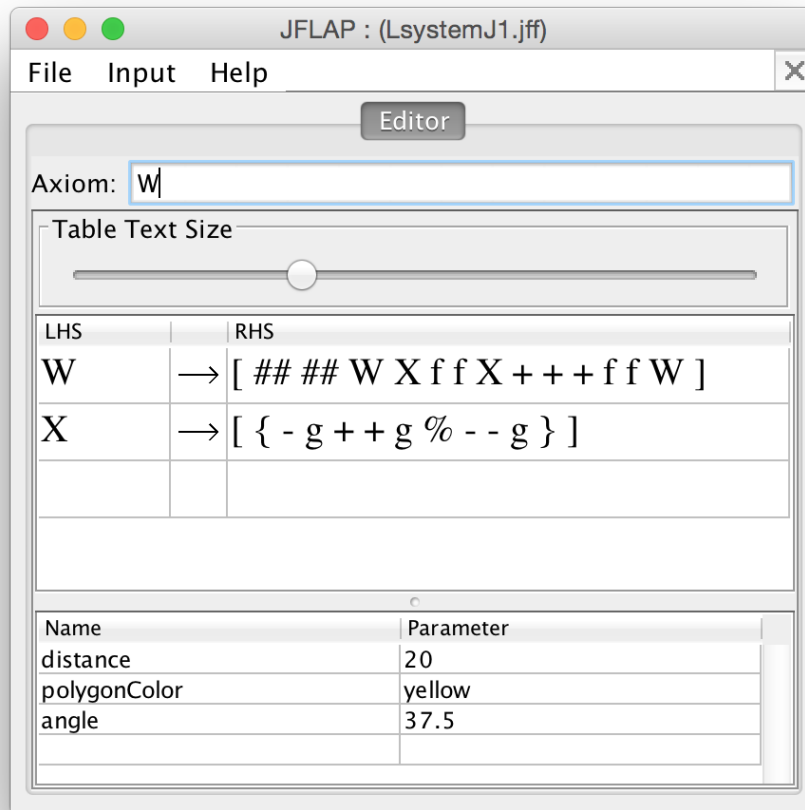 JFLAP : (LsystemJ1.jff)
File Input Help
Editor
Axiom: W
Table Text Size
LHS RHS
W → [ ## ## W X f f X + + + f f W ]
X → [ { - g + + g % - - g } ]
Name Parameter
distance 20
polygonColor yellow
angle 37.5